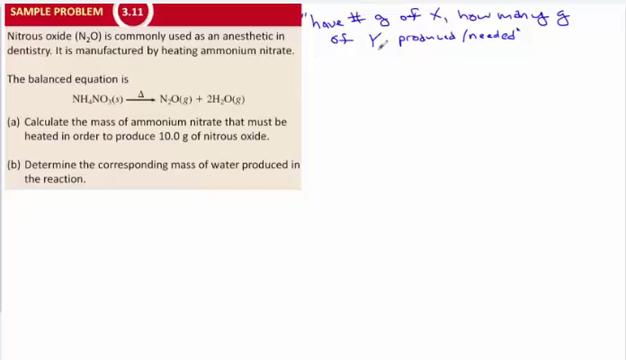 SAMPLE PROBLEM 3.11
"have # g of X, how many g
of Y produced/needed"
Nitrous oxide (N₂O) is commonly used as an anesthetic in
dentistry. It is manufactured by heating ammonium nitrate.
The balanced equation is
NH₄NO₃(s) —Δ→ N₂O(g) + 2H₂O(g)
(a) Calculate the mass of ammonium nitrate that must be
heated in order to produce 10.0 g of nitrous oxide.
(b) Determine the corresponding mass of water produced in
the reaction.